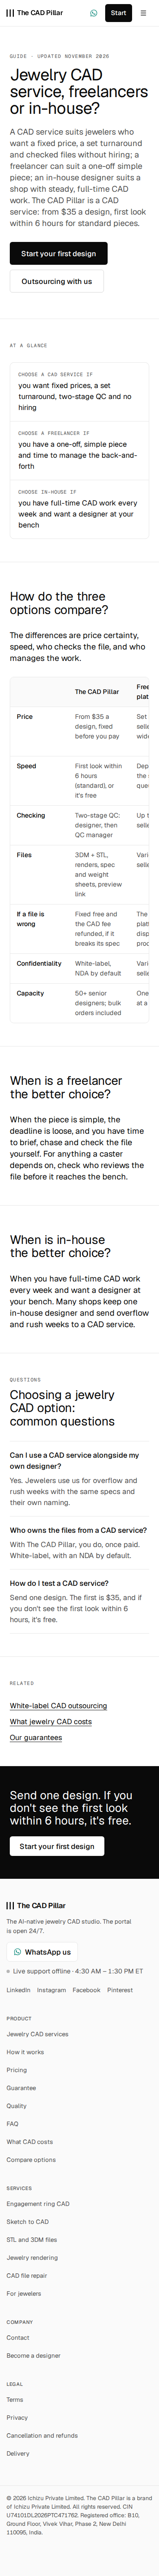 The CAD Pillar
Start
GUIDE · UPDATED NOVEMBER 2026
Jewelry CAD
service, freelancers
or in-house?
A CAD service suits jewelers who
want a fixed price, a set turnaround
and checked files without hiring; a
freelancer can suit a one-off simple
piece; and an in-house designer suits a
shop with steady, full-time CAD
work. The CAD Pillar is a CAD
service: from $35 a design, first look
within 6 hours for standard pieces.
Start your first design
Outsourcing with us
AT A GLANCE
CHOOSE A CAD SERVICE IF
you want fixed prices, a set
turnaround, two-stage QC and no
hiring
CHOOSE A FREELANCER IF
you have a one-off, simple piece
and time to manage the back-and-
forth
CHOOSE IN-HOUSE IF
you have full-time CAD work every
week and want a designer at your
bench
How do the three
options compare?
The differences are price certainty,
speed, who checks the file, and who
manages the work.
The CAD Pillar
Price
From $35 a
design, fixed
before you pay
Speed
First look within
6 hours
(standard), or
it's free
Checking
Two-stage QC:
designer, then
QC manager
Files
3DM + STL,
renders, spec
and weight
sheets, preview
link
If a file is
wrong
Fixed free and
the CAD fee
refunded, if it
breaks its spec
Confidentiality
White-label,
NDA by default
Capacity
50+ senior
designers; bulk
orders included
When is a freelancer
the better choice?
When the piece is simple, the
deadline is loose, and you have time
to brief, chase and check the file
yourself. For anything a caster
depends on, check who reviews the
file before it reaches the bench.
When is in-house
the better choice?
When you have full-time CAD work
every week and want a designer at
your bench. Many shops keep one
in-house designer and send overflow
and rush weeks to a CAD service.
QUESTIONS
Choosing a jewelry
CAD option:
common questions
Can I use a CAD service alongside my
own designer?
Yes. Jewelers use us for overflow and
rush weeks with the same specs and
their own naming.
Who owns the files from a CAD service?
With The CAD Pillar, you do, once paid.
White-label, with an NDA by default.
How do I test a CAD service?
Send one design. The first is $35, and if
you don't see the first look within 6
hours, it's free.
RELATED
White-label CAD outsourcing
What jewelry CAD costs
Our guarantees
Send one design. If you
don't see the first look
within 6 hours, it's free.
Start your first design
The CAD Pillar
The AI-native jewelry CAD studio. The portal
is open 24/7.
WhatsApp us
Live support offline · 4:30 AM – 1:30 PM ET
LinkedIn Instagram Facebook Pinterest
PRODUCT
Jewelry CAD services
How it works
Pricing
Guarantee
Quality
FAQ
What CAD costs
Compare options
SERVICES
Engagement ring CAD
Sketch to CAD
STL and 3DM files
Jewelry rendering
CAD file repair
For jewelers
COMPANY
Contact
Become a designer
LEGAL
Terms
Privacy
Cancellation and refunds
Delivery
© 2026 Ichizu Private Limited. The CAD Pillar is a brand
of Ichizu Private Limited. All rights reserved. CIN
U74101DL2026PTC471762. Registered office: B10,
Ground Floor, Vivek Vihar, Phase 2, New Delhi
110095, India.